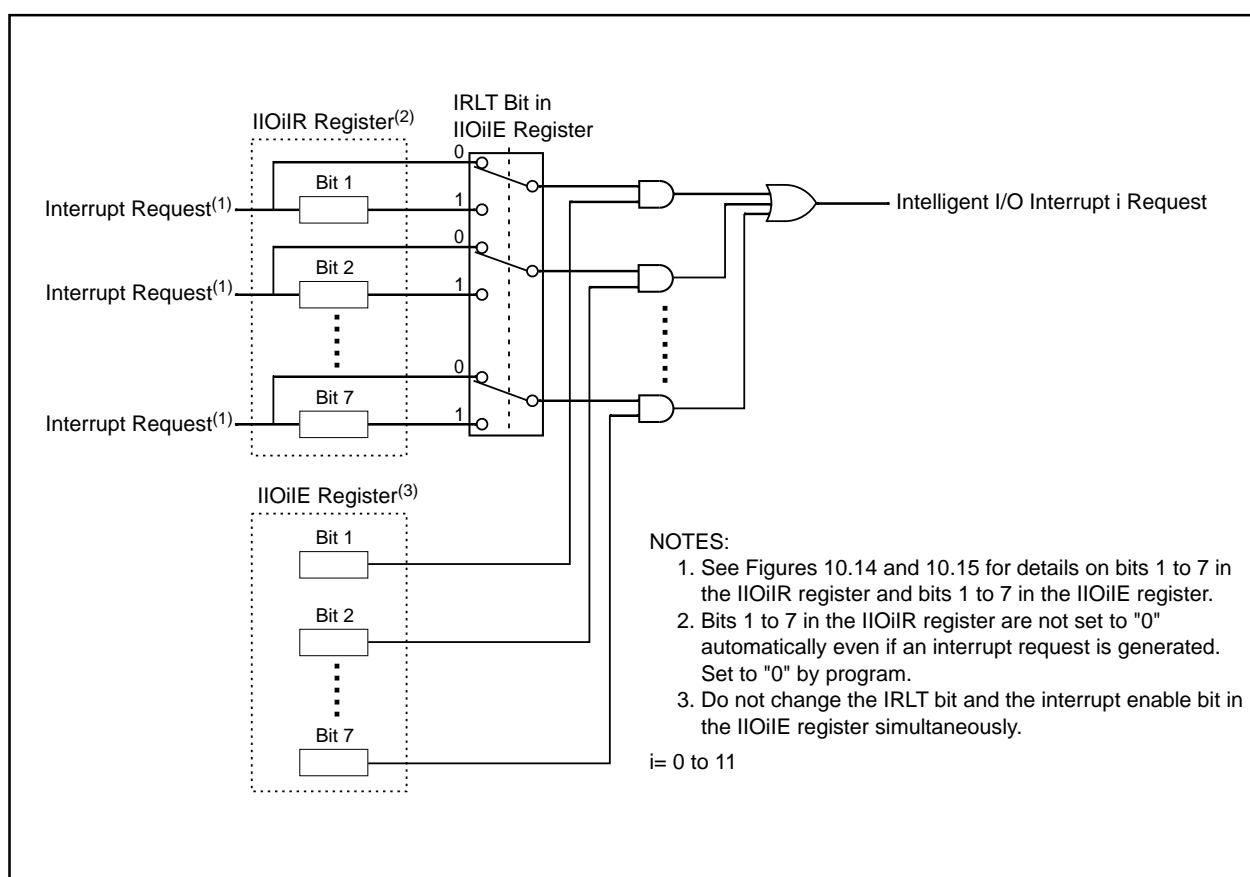 IRLT Bit in
IIOiIE Register
IIOiIR Register(2)
0
Bit 1
Interrupt Request(1)
1
Intelligent I/O Interrupt i Request
0
Bit 2
Interrupt Request(1)
1
0
Bit 7
Interrupt Request(1)
1
IIOiIE Register(3)
Bit 1
Bit 2
Bit 7
NOTES:
1. See Figures 10.14 and 10.15 for details on bits 1 to 7 in
the IIOiIR register and bits 1 to 7 in the IIOiIE register.
2. Bits 1 to 7 in the IIOiIR register are not set to "0"
automatically even if an interrupt request is generated.
Set to "0" by program.
3. Do not change the IRLT bit and the interrupt enable bit in
the IIOiIE register simultaneously.
i= 0 to 11